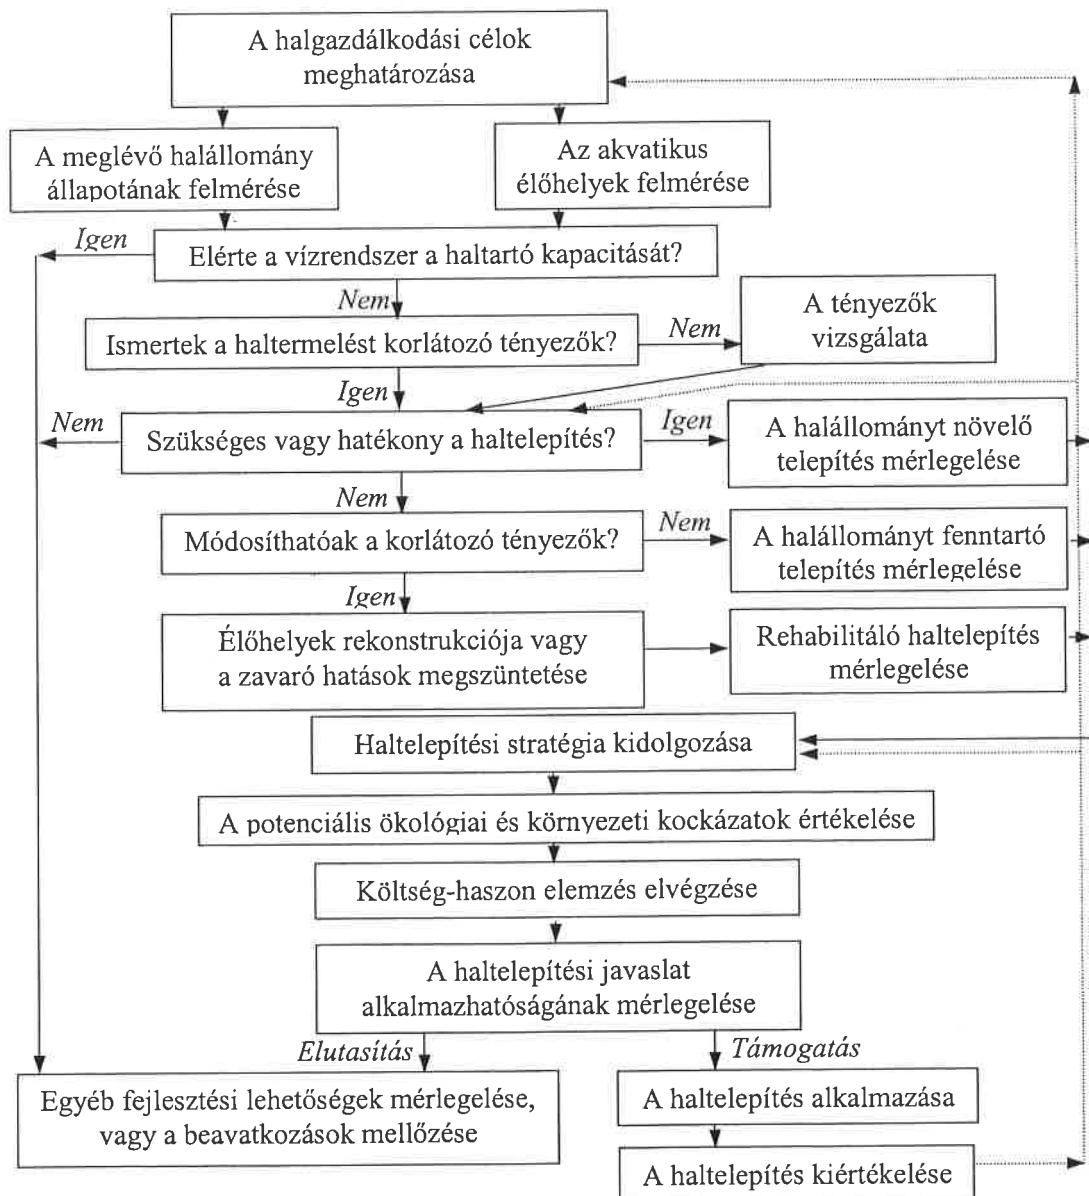 A halgazdálkodási célok
meghatározása
A meglévő halállomány
állapotának felmérése
Az akvatikus
élőhelyek felmérése
Igen
Elérte a vízrendszer a haltartó kapacitását?
Nem
A tényezők
vizsgálata
Ismertek a haltermelést korlátozó tényezők?
Nem
Igen
Nem
Szükséges vagy hatékony a haltelepítés?
Igen
A halállományt növelő
telepítés mérlegelése
Nem
Módosíthatóak a korlátozó tényezők?
Nem
A halállományt fenntartó
telepítés mérlegelése
Igen
Élőhelyek rekonstrukciója vagy
a zavaró hatások megszüntetése
Rehabilitáló haltelepítés
mérlegelése
Haltelepítési stratégia kidolgozása
A potenciális ökológiai és környezeti kockázatok értékelése
Költség-haszon elemzés elvégzése
A haltelepítési javaslat
alkalmazhatóságának mérlegelése
Elutasítás
Támogatás
Egyéb fejlesztési lehetőségek mérlegelése,
vagy a beavatkozások mellőzése
A haltelepítés alkalmazása
A haltelepítés kiértékelése